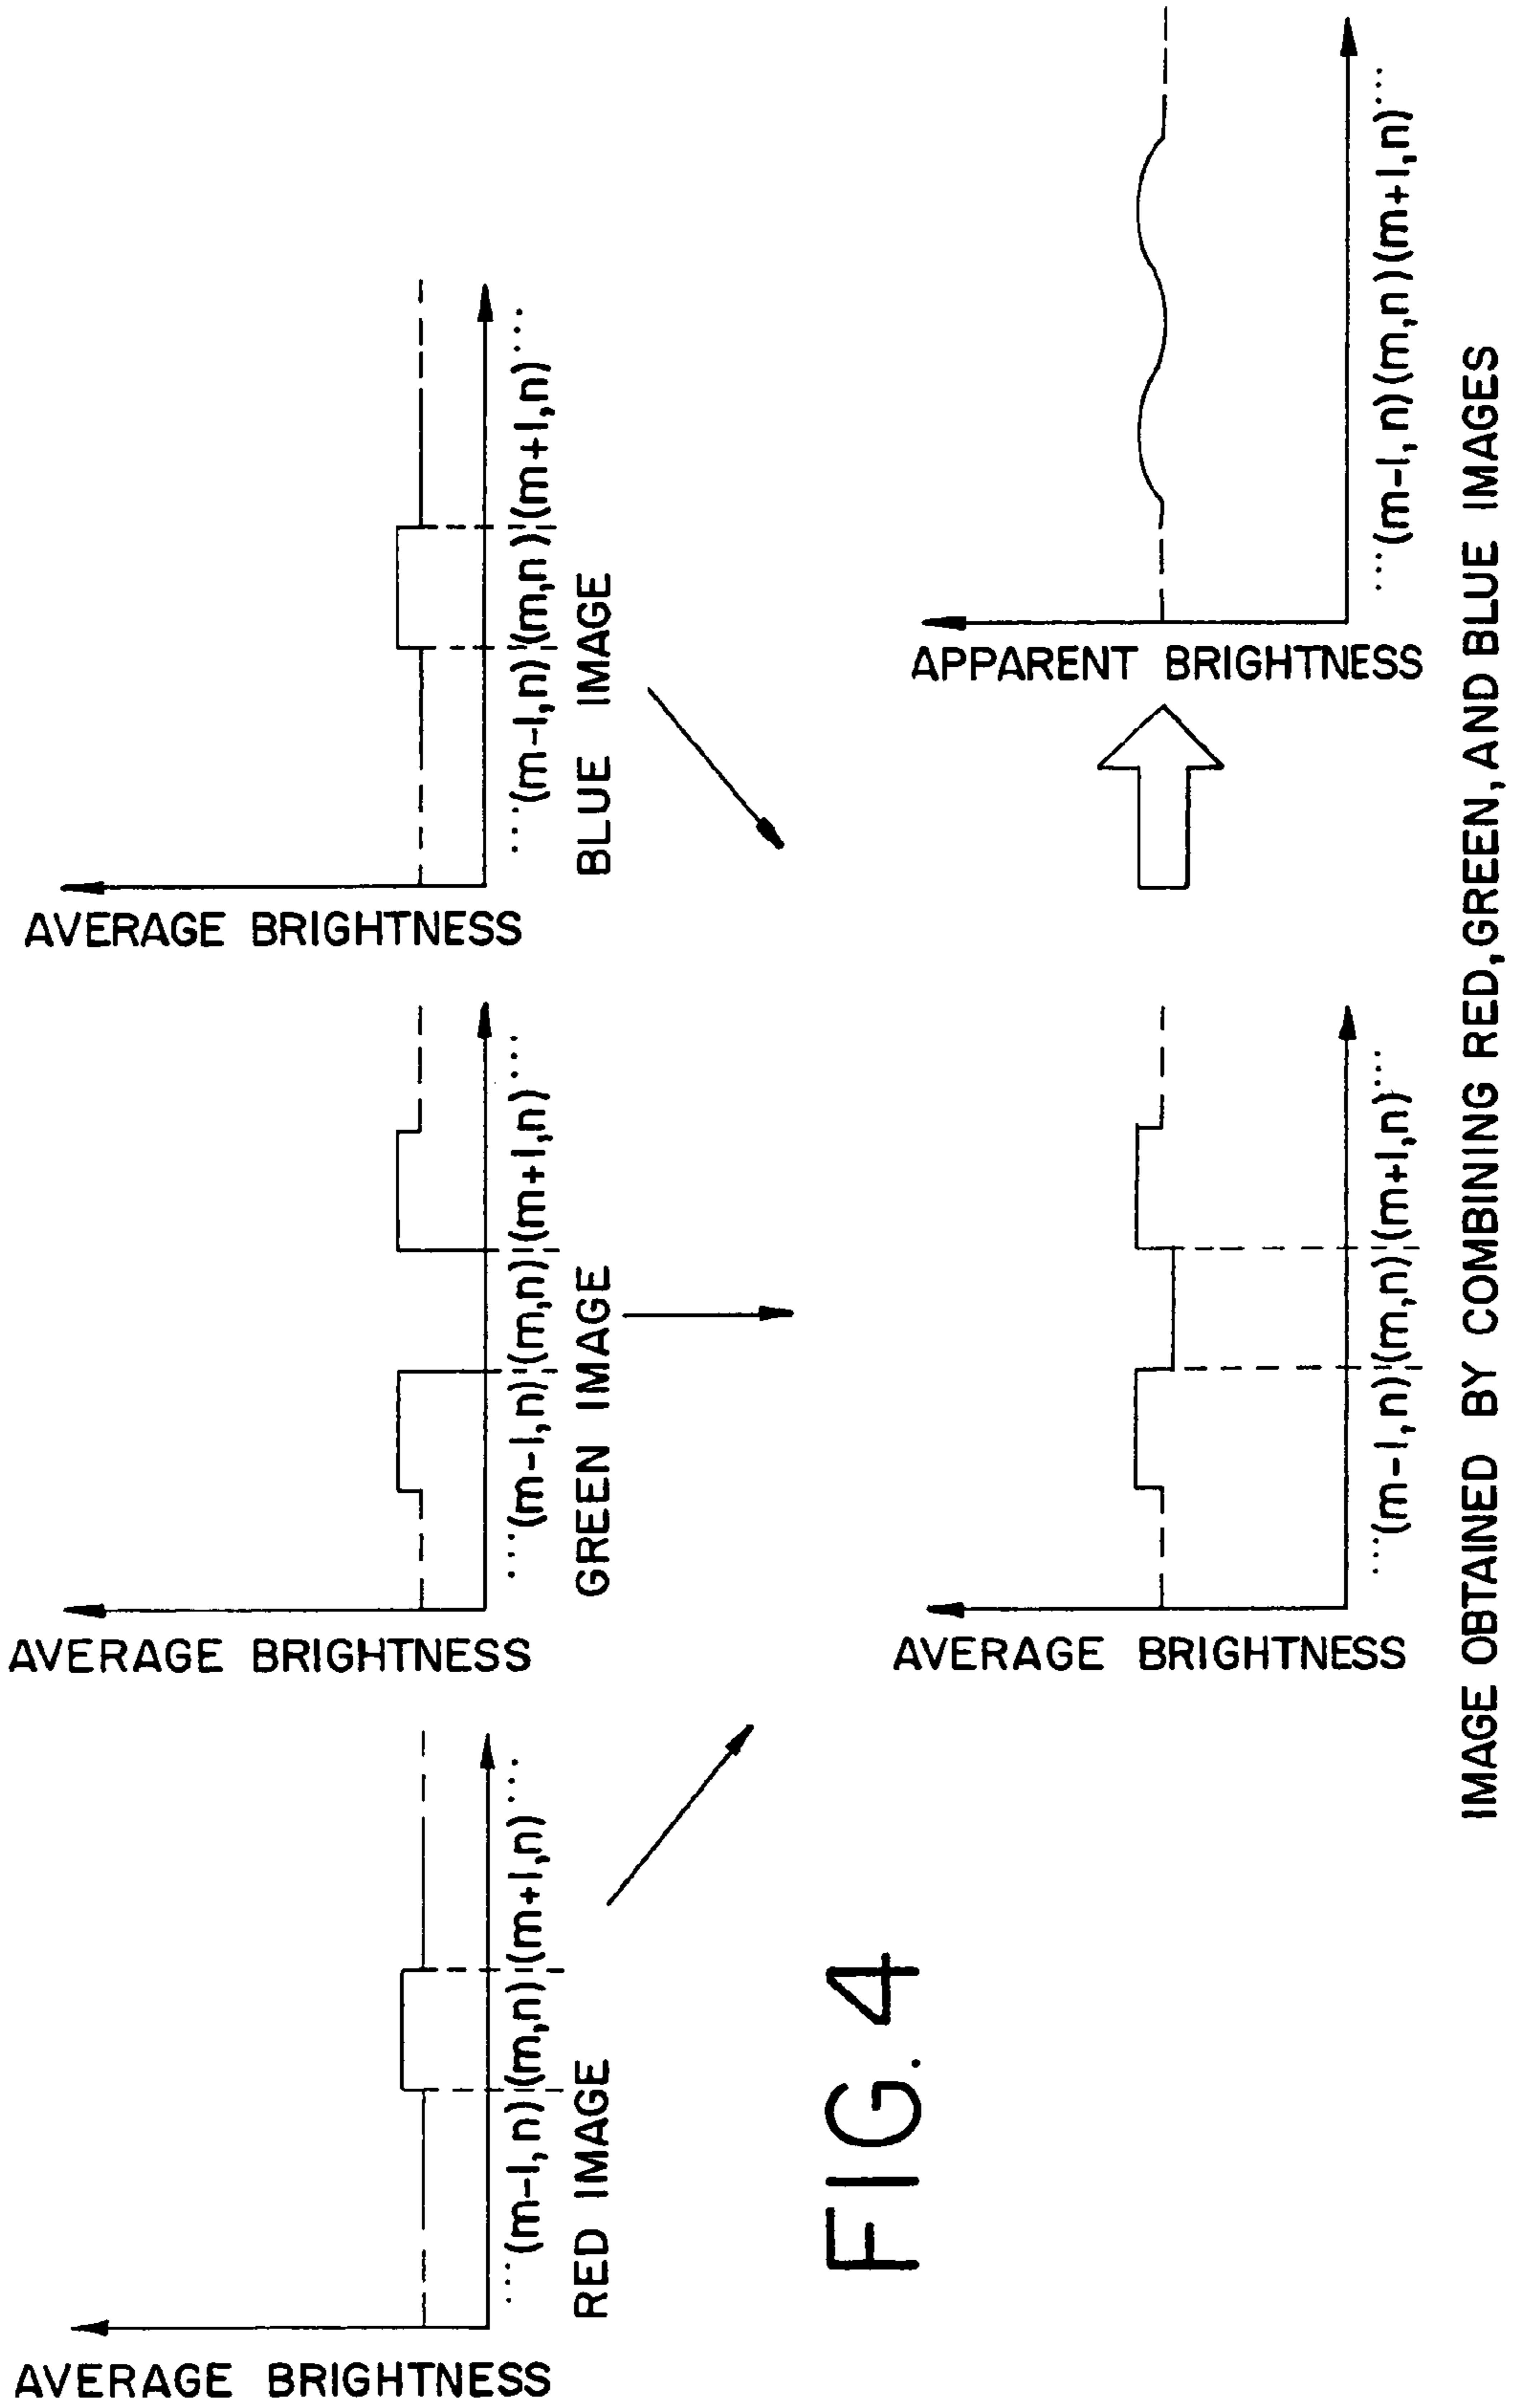 AVERAGE BRIGHTNESS
....(m-1,n)(m,n)(m+1,n)....
RED IMAGE
AVERAGE BRIGHTNESS
....(m-1,n)(m,n)(m+1,n)....
GREEN IMAGE
AVERAGE BRIGHTNESS
....(m-1,n)(m,n)(m+1,n)....
BLUE IMAGE
FIG. 4
AVERAGE BRIGHTNESS
....(m-1,n)(m,n)(m+1,n)....
APPARENT BRIGHTNESS
....(m-1,n)(m,n)(m+1,n)....
IMAGE OBTAINED BY COMBINING RED,GREEN,AND BLUE IMAGES